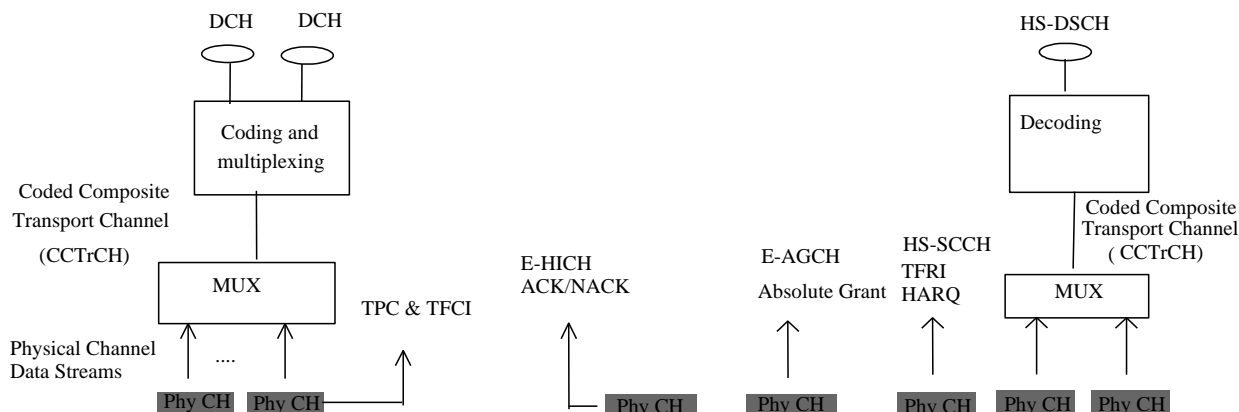 DCH
DCH
HS-DSCH
Coding and
multiplexing
Decoding
Coded Composite
Transport Channel
(CCTrCH)
Coded Composite
Transport Channel
( CCTrCH)
MUX
TPC & TFCI
E-HICH
ACK/NACK
E-AGCH
Absolute Grant
HS-SCCH
TFRI
HARQ
MUX
Physical Channel
Data Streams
....
Phy CH
Phy CH
Phy CH
Phy CH
Phy CH
Phy CH
Phy CH